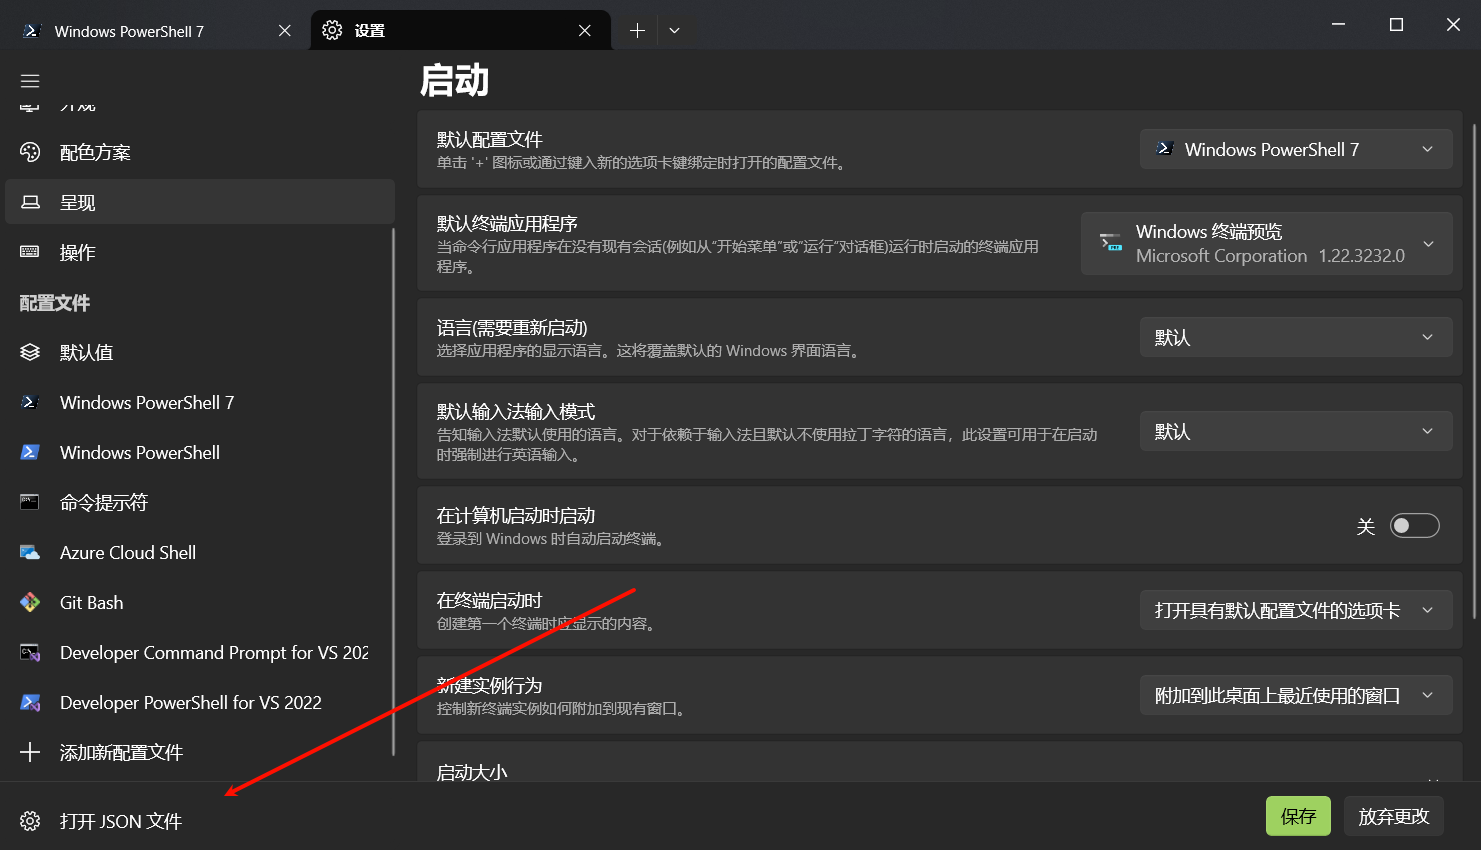 Windows PowerShell 7
设置
外观
配色方案
呈现
操作
配置文件
默认值
Windows PowerShell 7
Windows PowerShell
命令提示符
Azure Cloud Shell
Git Bash
Developer Command Prompt for VS 202
Developer PowerShell for VS 2022
添加新配置文件
打开 JSON 文件
启动
默认配置文件
单击 '+' 图标或通过键入新的选项卡键绑定时打开的配置文件。
Windows PowerShell 7
默认终端应用程序
当命令行应用程序在没有现有会话(例如从“开始菜单”或”运行“对话框)运行时启动的终端应用
程序。
Windows 终端预览
Microsoft Corporation 1.22.3232.0
语言(需要重新启动)
选择应用程序的显示语言。这将覆盖默认的 Windows 界面语言。
默认
默认输入法输入模式
告知输入法默认使用的语言。对于依赖于输入法且默认不使用拉丁字符的语言，此设置可用于在启动
时强制进行英语输入。
默认
在计算机启动时启动
登录到 Windows 时自动启动终端。
关
在终端启动时
创建第一个终端时应显示的内容。
打开具有默认配置文件的选项卡
新建实例行为
控制新终端实例如何附加到现有窗口。
附加到此桌面上最近使用的窗口
启动大小
保存
放弃更改